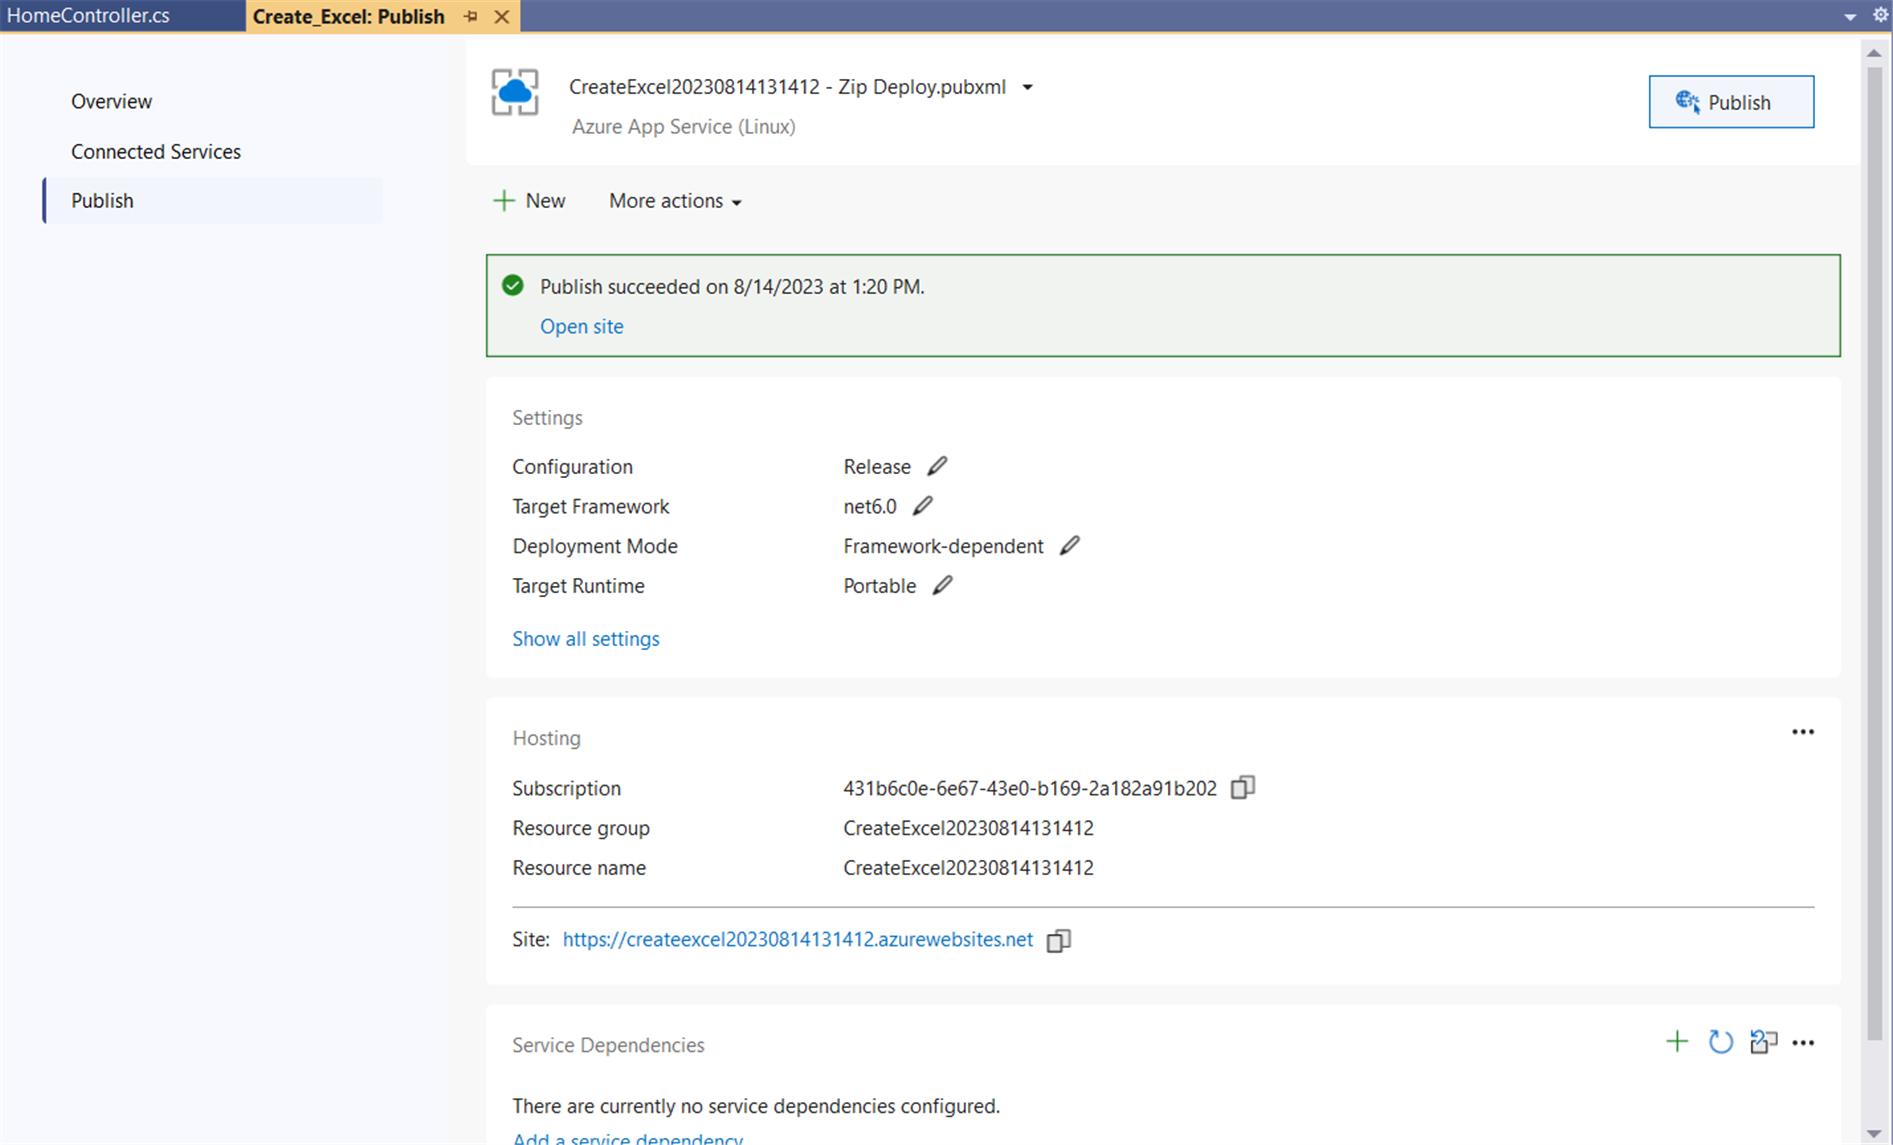 HomeController.cs
Create_Excel: Publish
Overview
Connected Services
Publish
CreateExcel20230814131412 - Zip Deploy.pubxml
Azure App Service (Linux)
Publish
New More actions
Publish succeeded on 8/14/2023 at 1:20 PM.
Open site
Settings
Configuration Release
Target Framework net6.0
Deployment Mode Framework-dependent
Target Runtime Portable
Show all settings
Hosting
Subscription 431b6c0e-6e67-43e0-b169-2a182a91b202
Resource group CreateExcel20230814131412
Resource name CreateExcel20230814131412
Site: https://createexcel20230814131412.azurewebsites.net
Service Dependencies
There are currently no service dependencies configured.
Add a service dependency